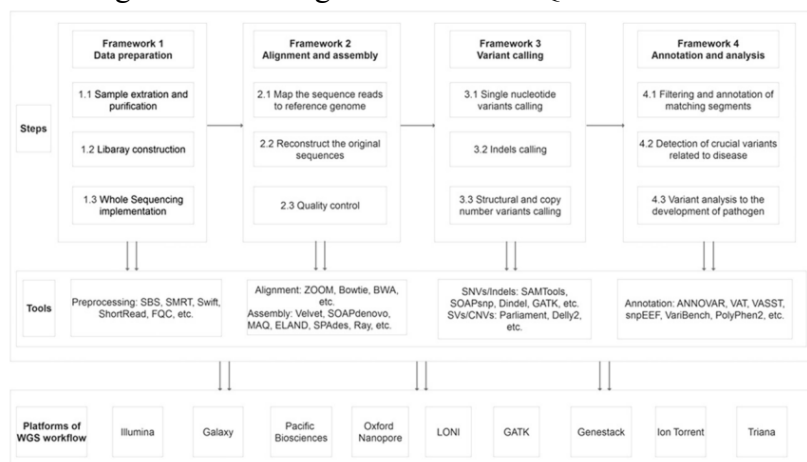 Framework 1
Data preparation
1.1 Sample extration and
purification
1.2 Libaray construction
1.3 Whole Sequencing
implementation
Framework 2
Alignment and assembly
2.1 Map the sequence reads
to reference genome
2.2 Reconstruct the original
sequences
2.3 Quality control
Framework 3
Variant calling
3.1 Single nucleotide
variants calling
3.2 Indels calling
3.3 Structural and copy
number variants calling
Framework 4
Annotation and analysis
4.1 Filtering and annotation of
matching segments
4.2 Detection of crucial variants
related to disease
4.3 Variant analysis to the
development of pathogen
Steps
Tools
Preprocessing: SBS, SMRT, Swift,
ShortRead, FQC, etc.
Alignment: ZOOM, Bowtie, BWA,
etc.
Assembly: Velvet, SOAPdenovo,
MAQ, ELAND, SPAdes, Ray, etc.
SNVs/Indels: SAMTools,
SOAPsnp, Dindel, GATK, etc.
SVs/CNVs: Parliament, Delly2,
etc.
Annotation: ANNOVAR, VAT, VASST,
snpEEF, VariBench, PolyPhen2, etc.
Platforms of
WGS workflow
Illumina
Galaxy
Pacific
Biosciences
Oxford
Nanopore
LONI
GATK
Genestack
Ion Torrent
Triana